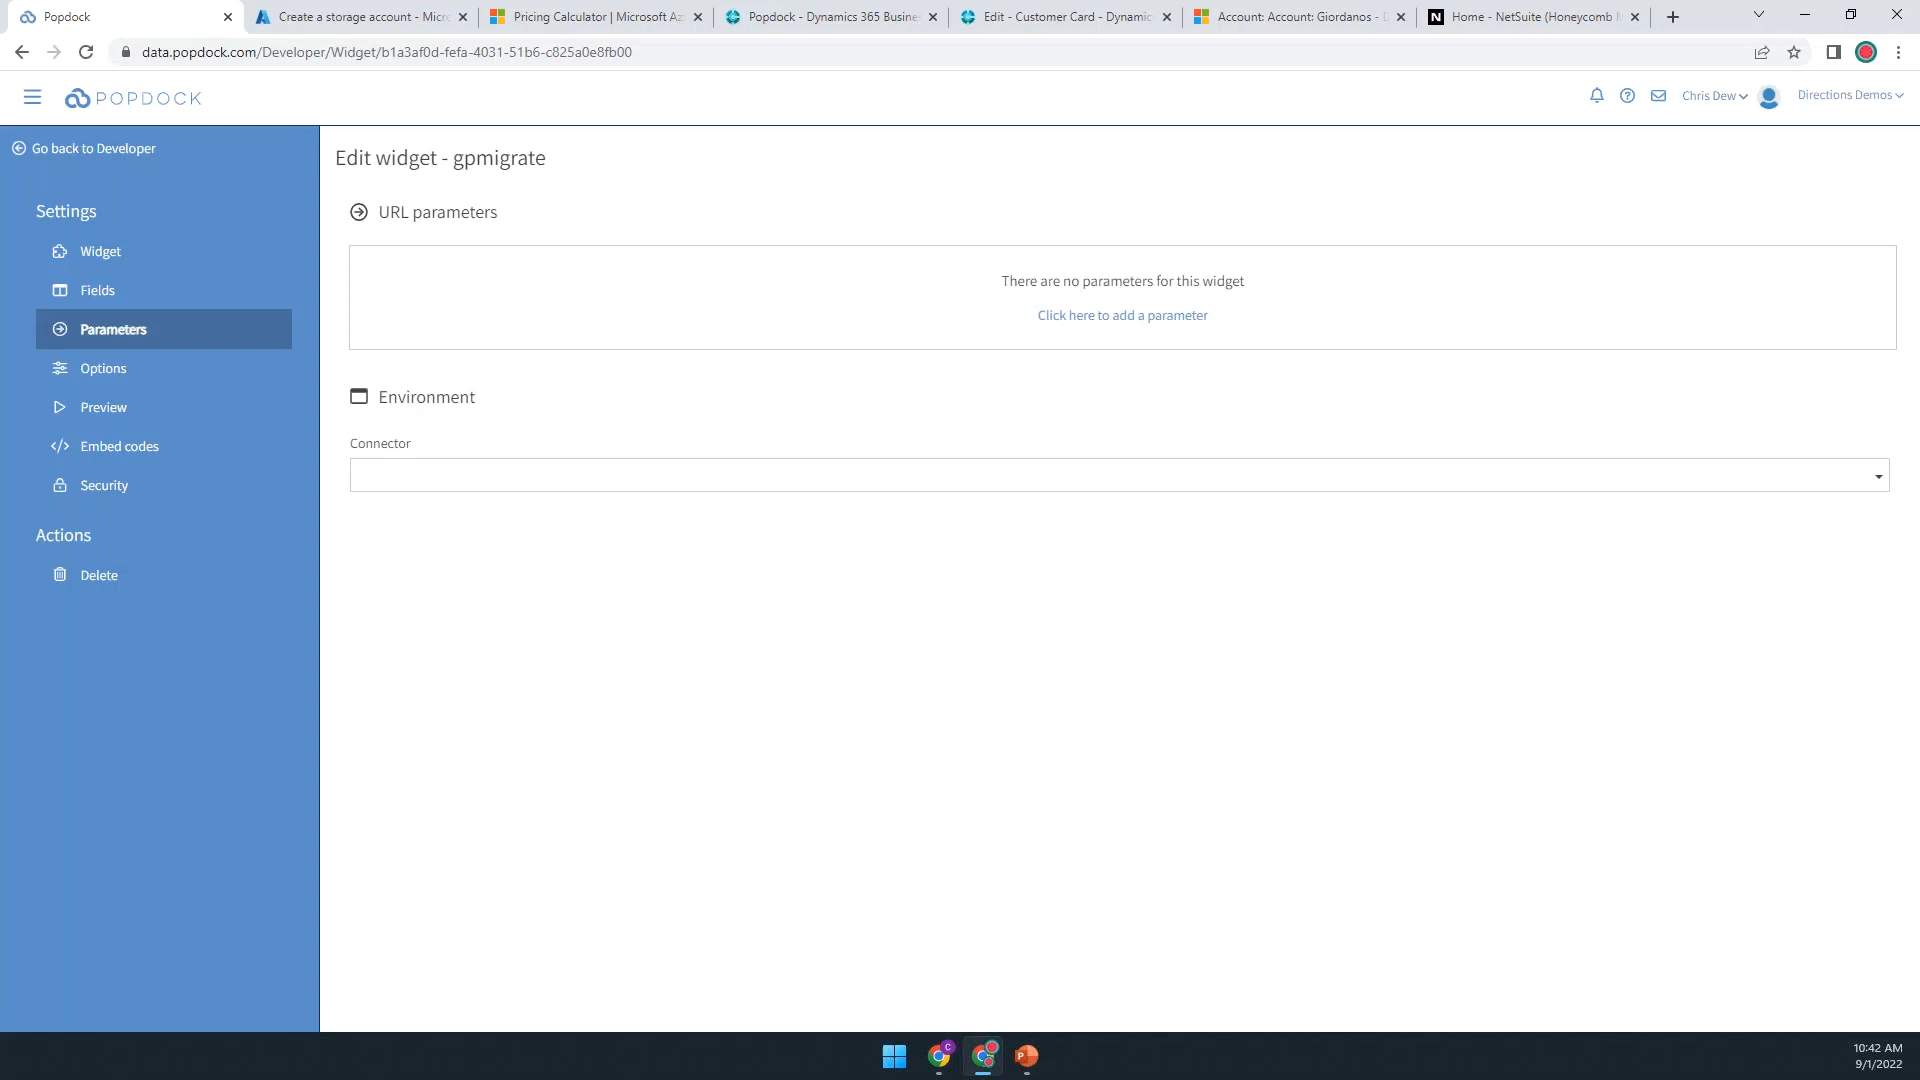 Popdock
Create a storage account - Micro
Pricing Calculator | Microsoft Az
Popdock - Dynamics 365 Busine
Edit - Customer Card - Dynamic
Account: Account: Giordanos - D
N
Home - NetSuite (Honeycomb M
data.popdock.com/Developer/Widget/b1a3af0d-fefa-4031-51b6-c825a0e8fb00
POPDOCK
Chris Dew
Directions Demos
Go back to Developer
Settings
Widget
Fields
Parameters
Options
Preview
Embed codes
Security
Actions
Delete
Edit widget - gpmigrate
URL parameters
There are no parameters for this widget
Click here to add a parameter
Environment
Connector
C
P
10:42 AM
9/1/2022